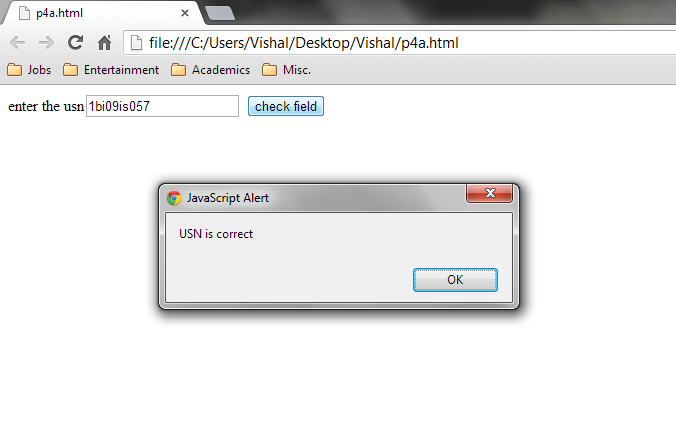 p4a.html
file:///C:/Users/Vishal/Desktop/Vishal/p4a.html
Jobs Entertainment Academics Misc.
enter the usn 1bi09is057 check field
JavaScript Alert
USN is correct
OK